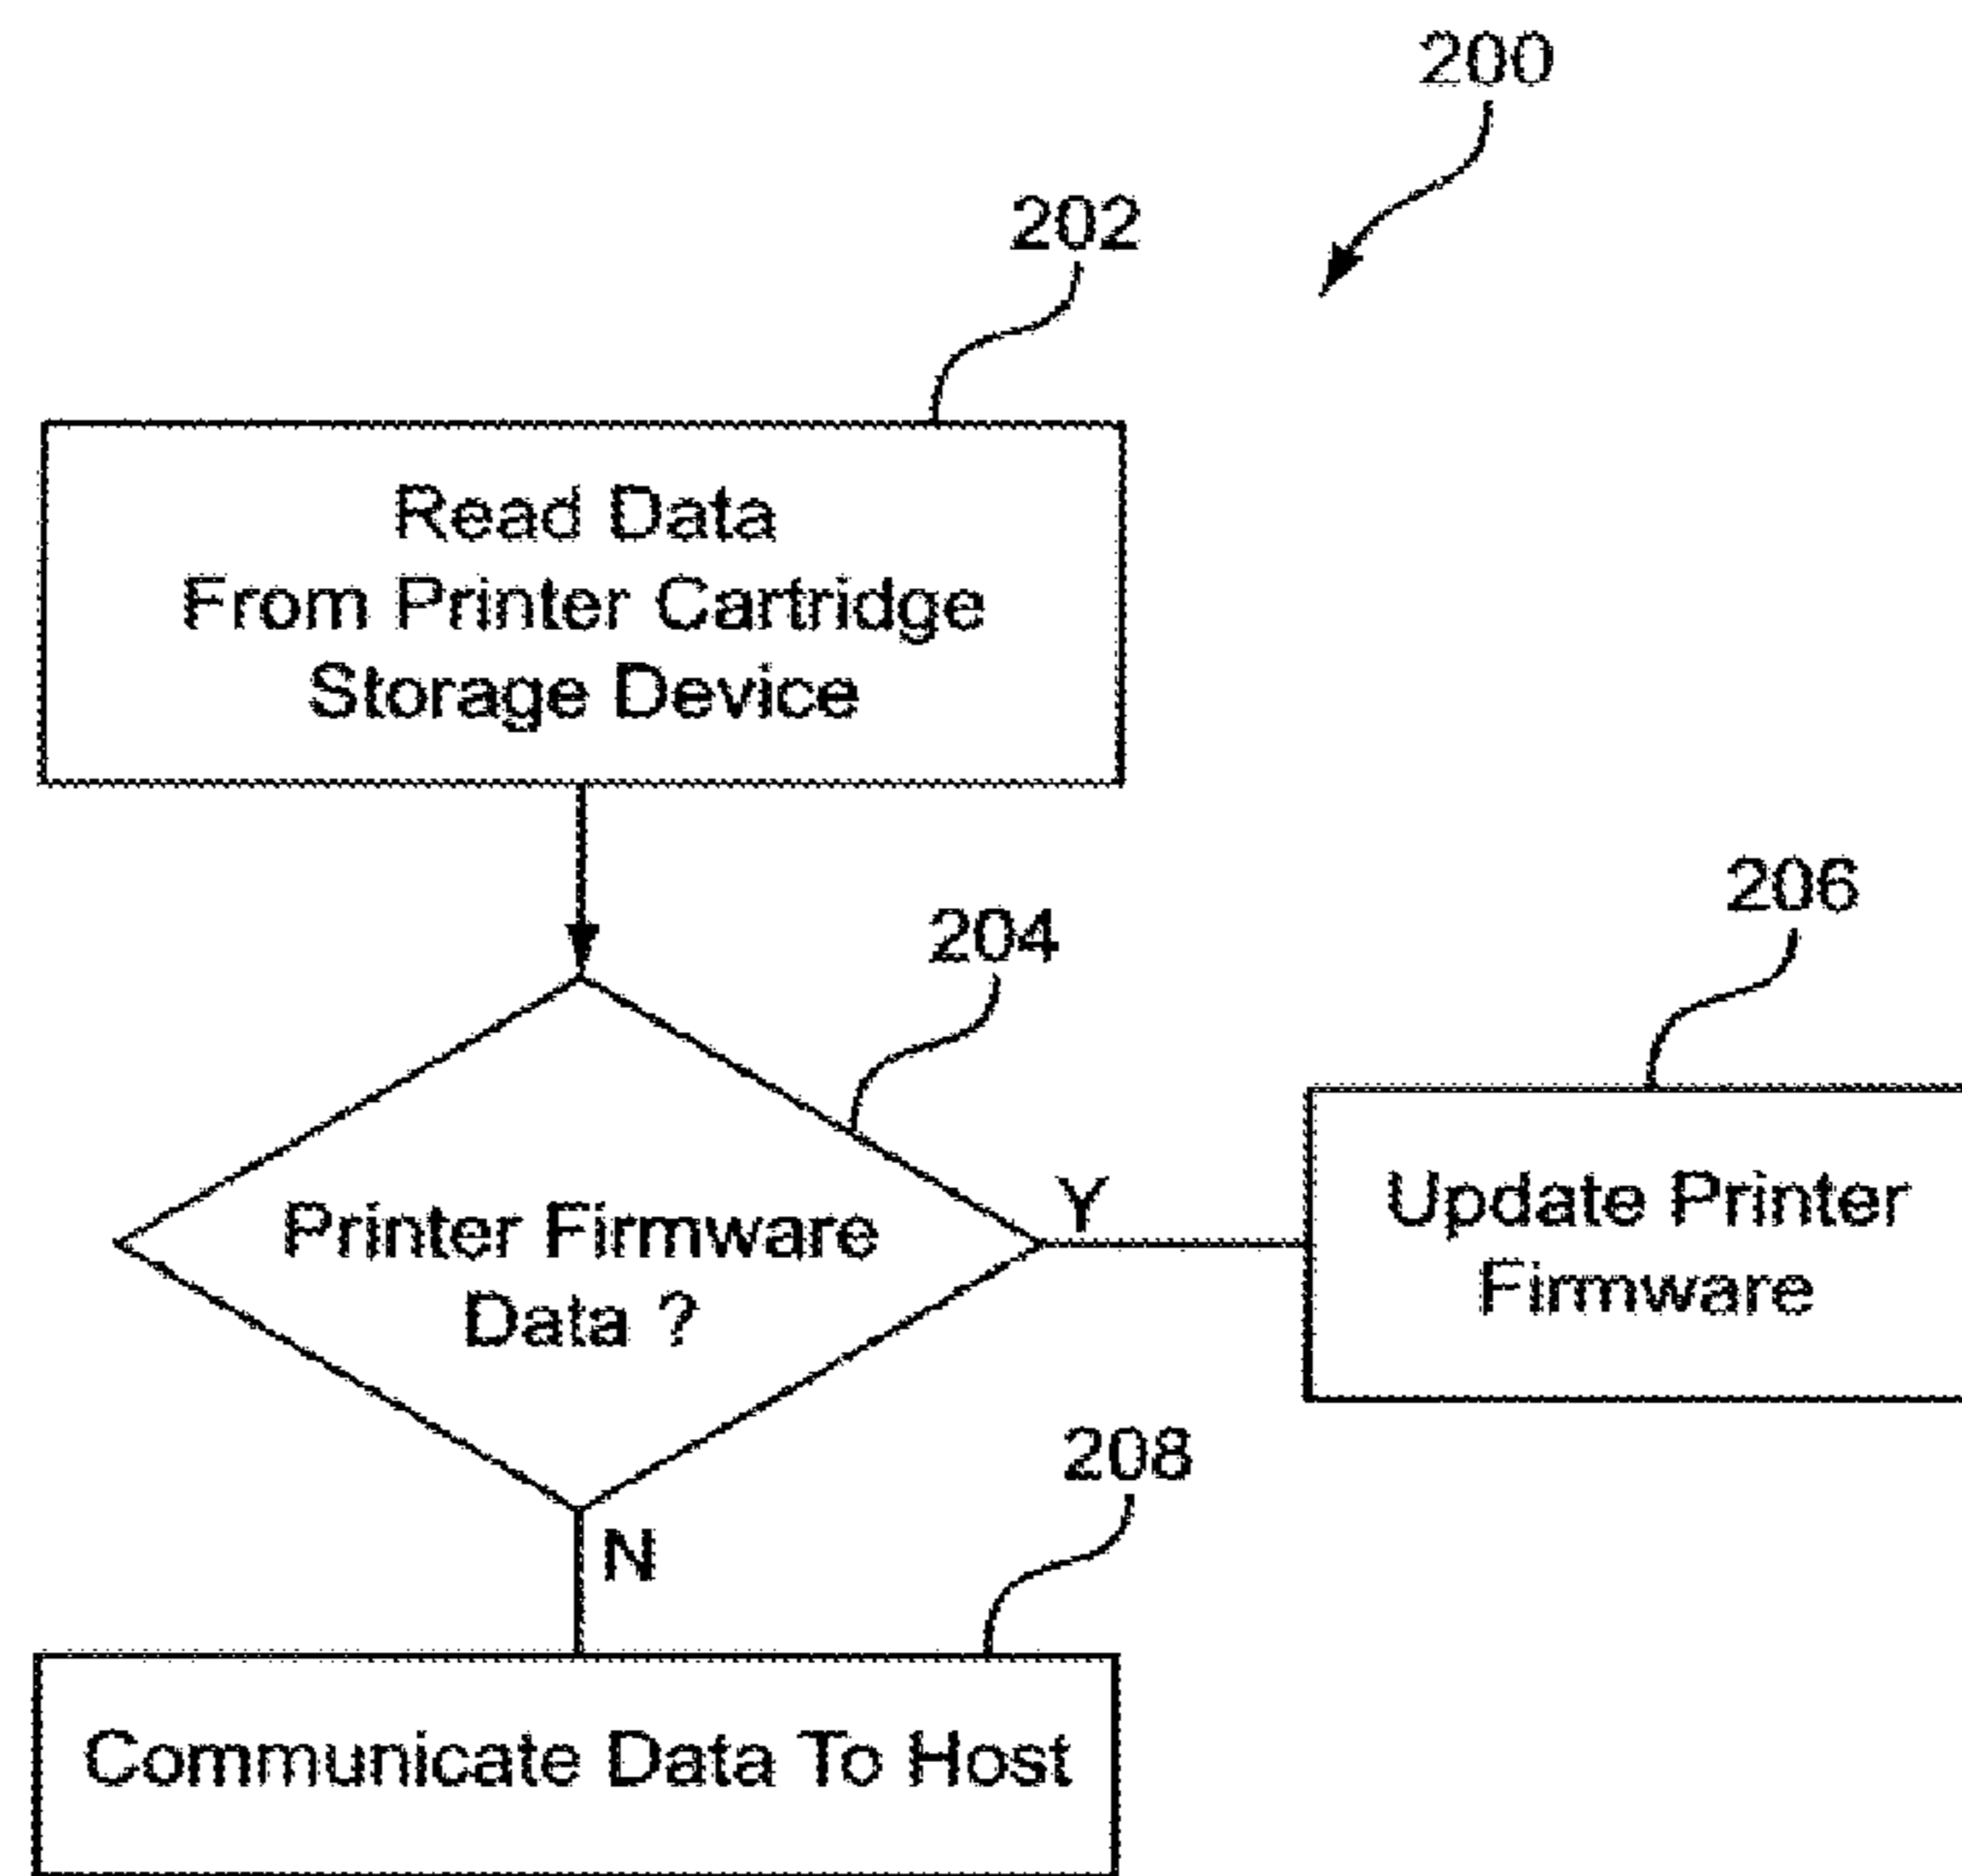 200
202
Read Data
From Printer Cartridge
Storage Device
204
206
Printer Firmware
Data ?
Y
Update Printer
Firmware
N
208
Communicate Data To Host